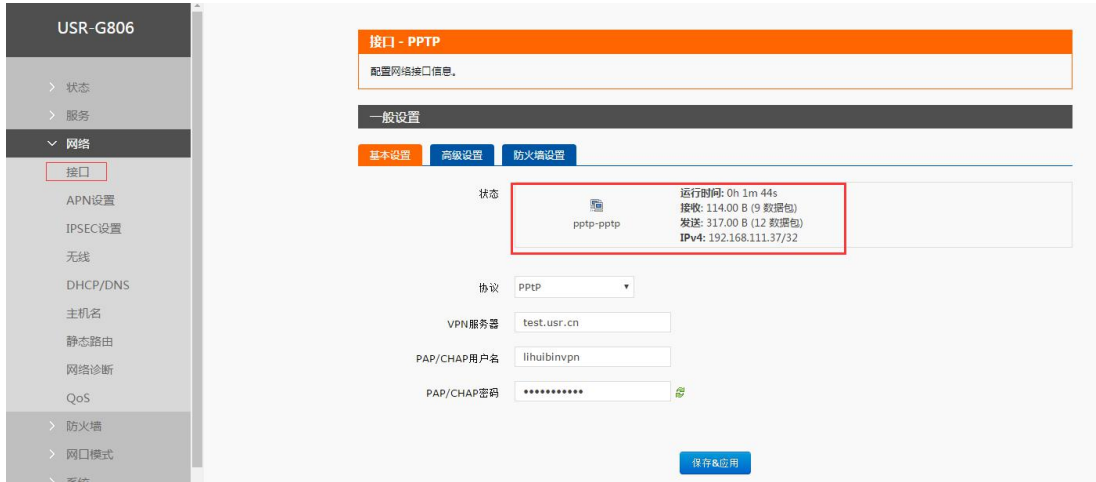 USR-G806
状态
服务
网络
接口
APN设置
IPSEC设置
无线
DHCP/DNS
主机名
静态路由
网络诊断
QoS
防火墙
网口模式
系统
接口 - PPTP
配置网络接口信息。
一般设置
基本设置 高级设置 防火墙设置
状态
pptp-pptp
运行时间: 0h 1m 44s
接收: 114.00 B (9 数据包)
发送: 317.00 B (12 数据包)
IPv4: 192.168.111.37/32
协议 PPtP
VPN服务器 test.usr.cn
PAP/CHAP用户名 lihuibinvpn
PAP/CHAP密码 •••••••••••
保存&应用